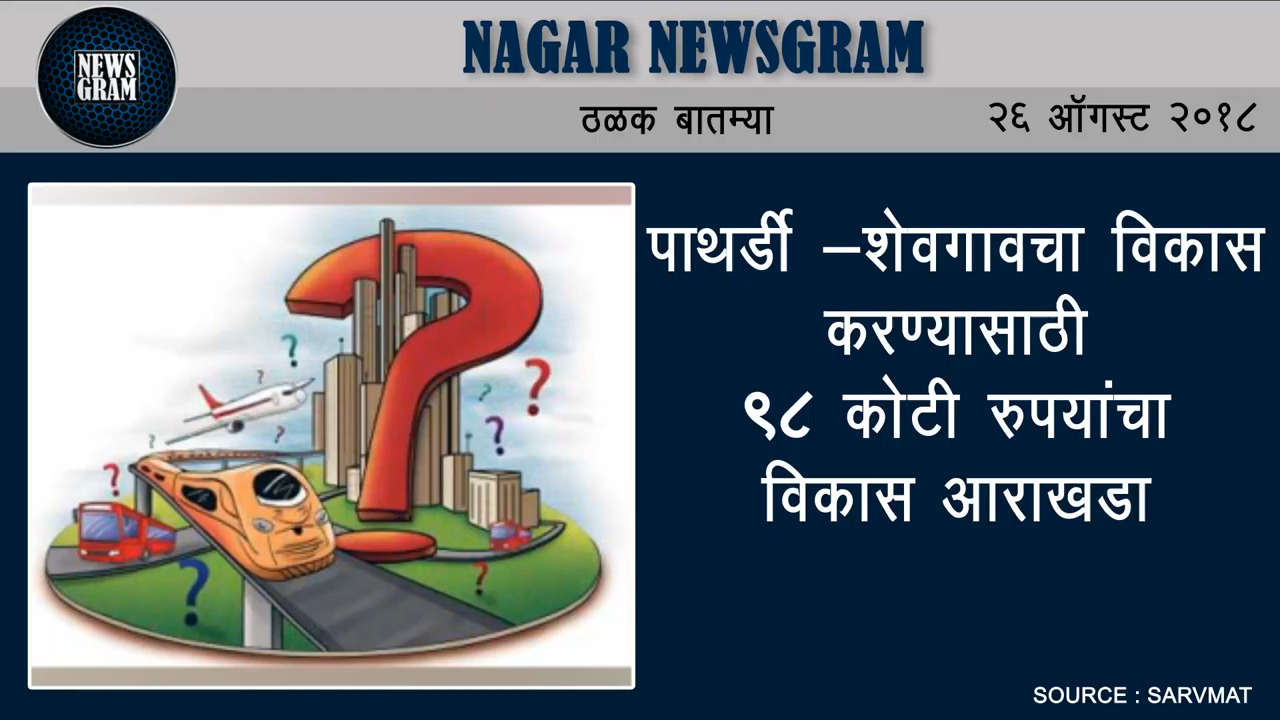 NEWS
GRAM
NAGAR NEWSGRAM
ठळक बातम्या
२६ ऑगस्ट २०१८
पाथर्डी –शेवगावचा विकास
करण्यासाठी
९८ कोटी रुपयांचा
विकास आराखडा
?
?
?
?
?
?
?
?
?
?
?
SOURCE : SARVMAT